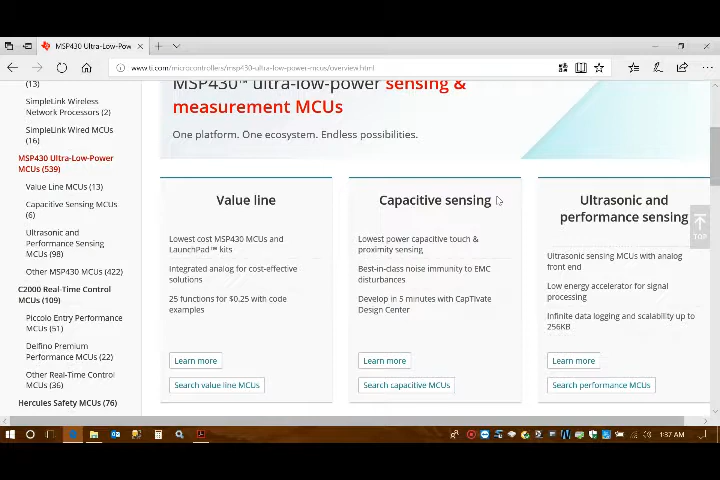 MSP430 Ultra-Low-Pow
www.ti.com/microcontrollers/msp430-ultra-low-power-mcus/overview.html
(13)
SimpleLink Wireless
Network Processors (2)
SimpleLink Wired MCUs
(16)
MSP430 Ultra-Low-Power
MCUs (539)
Value Line MCUs (13)
Capacitive Sensing MCUs
(6)
Ultrasonic and
Performance Sensing
MCUs (98)
Other MSP430 MCUs (422)
C2000 Real-Time Control
MCUs (109)
Piccolo Entry Performance
MCUs (51)
Delfino Premium
Performance MCUs (22)
Other Real-Time Control
MCUs (36)
Hercules Safety MCUs (76)
MSP430™ ultra-low-power sensing &
measurement MCUs
One platform. One ecosystem. Endless possibilities.
Value line
Lowest cost MSP430 MCUs and
LaunchPad™ kits
Integrated analog for cost-effective
solutions
25 functions for $0.25 with code
examples
Learn more
Search value line MCUs
Capacitive sensing
Lowest power capacitive touch &
proximity sensing
Best-in-class noise immunity to EMC
disturbances
Develop in 5 minutes with CapTIvate
Design Center
Learn more
Search capacitive MCUs
Ultrasonic and
performance sensing
Ultrasonic sensing MCUs with analog
front end
Low energy accelerator for signal
processing
Infinite data logging and scalability up to
256KB
Learn more
Search performance MCUs
TOP
1:37 AM